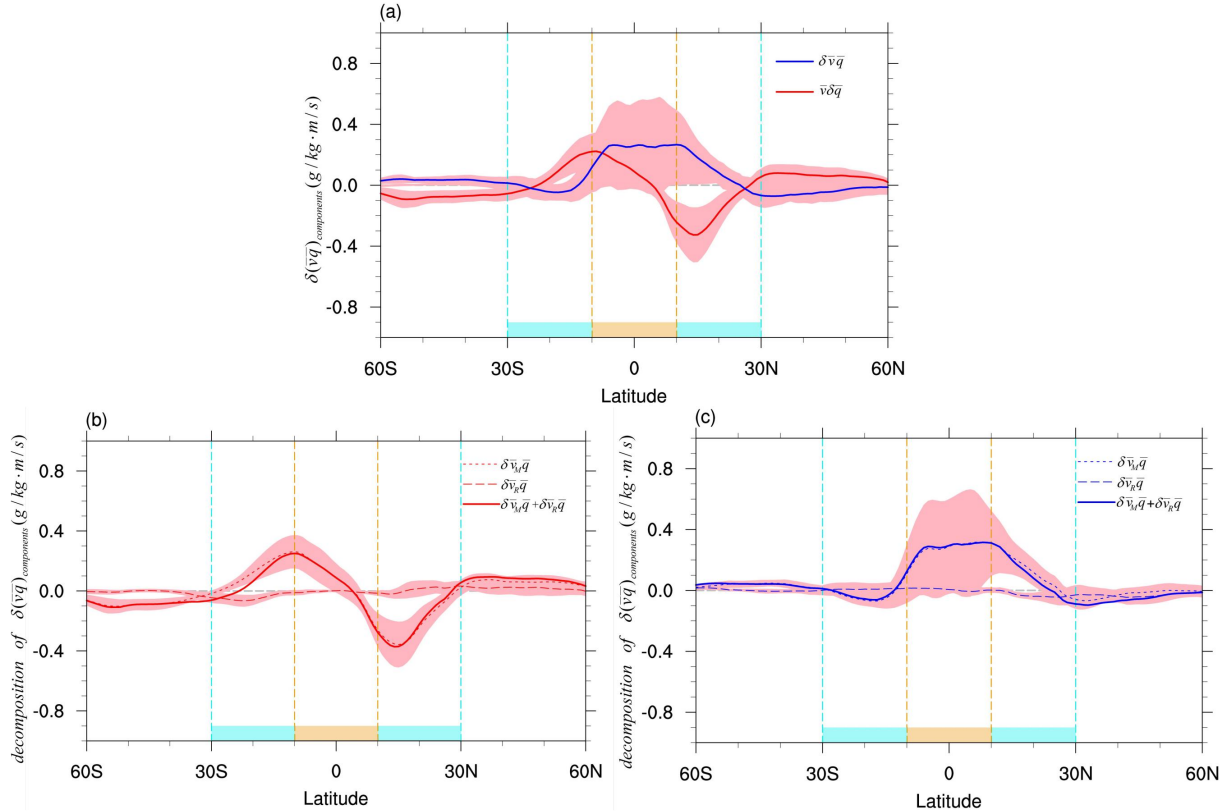 (a)
δ(v̅q̅)components(g / kg · m / s)
0.8
0.4
0.0
-0.4
-0.8
δv̅q̅
v̅δq̅
60S 30S 0 30N 60N
Latitude
(b)
decomposition of δ(v̅q̅)components(g / kg · m / s)
0.8
0.4
0.0
-0.4
-0.8
δv̅Mq̅
δv̅Rq̅
δv̅Mq̅+δv̅Rq̅
60S 30S 0 30N 60N
Latitude
(c)
decomposition of δ(v̅q̅)components(g / kg · m / s)
0.8
0.4
0.0
-0.4
-0.8
δv̅Mq̅
δv̅Rq̅
δv̅Mq̅+δv̅Rq̅
60S 30S 0 30N 60N
Latitude